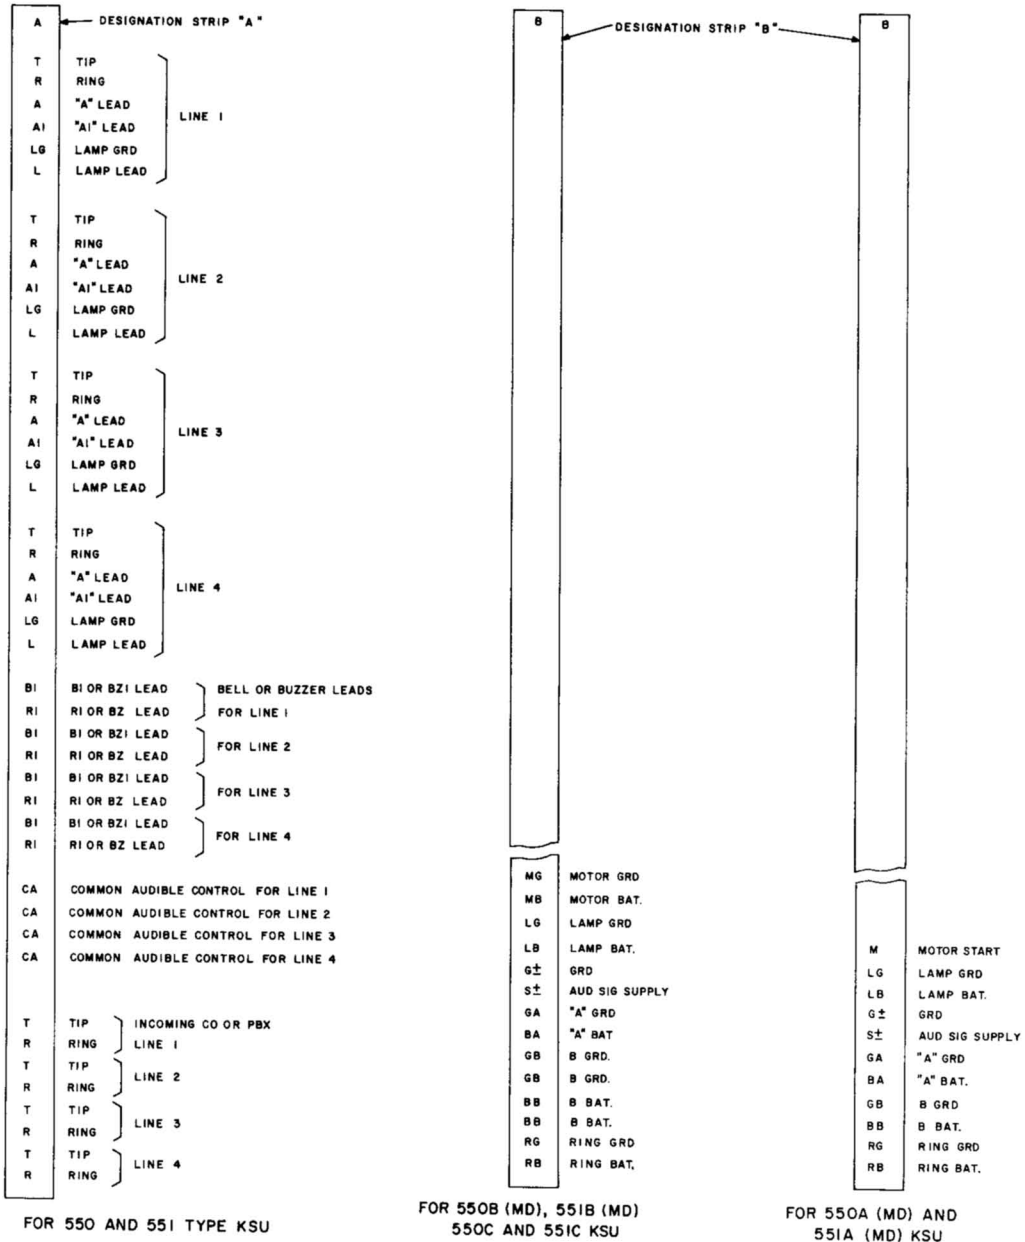 A DESIGNATION STRIP "A"
T TIP
R RING
A "A" LEAD
A1 "A1" LEAD
LINE 1
LG LAMP GRD
L LAMP LEAD
T TIP
R RING
A "A" LEAD
LINE 2
A1 "A1" LEAD
LG LAMP GRD
L LAMP LEAD
T TIP
R RING
A "A" LEAD
LINE 3
A1 "A1" LEAD
LG LAMP GRD
L LAMP LEAD
T TIP
R RING
A "A" LEAD
LINE 4
A1 "A1" LEAD
LG LAMP GRD
L LAMP LEAD
B1 B1 OR BZ1 LEAD BELL OR BUZZER LEADS
R1 R1 OR BZ LEAD FOR LINE 1
B1 B1 OR BZ1 LEAD
FOR LINE 2
R1 R1 OR BZ LEAD
B1 B1 OR BZ1 LEAD
FOR LINE 3
R1 R1 OR BZ LEAD
B1 B1 OR BZ1 LEAD
FOR LINE 4
R1 R1 OR BZ LEAD
CA COMMON AUDIBLE CONTROL FOR LINE 1
CA COMMON AUDIBLE CONTROL FOR LINE 2
CA COMMON AUDIBLE CONTROL FOR LINE 3
CA COMMON AUDIBLE CONTROL FOR LINE 4
T TIP INCOMING CO OR PBX
R RING LINE 1
T TIP
LINE 2
R RING
T TIP
LINE 3
R RING
T TIP
LINE 4
R RING
FOR 550 AND 551 TYPE KSU
B DESIGNATION STRIP "B" B
MG MOTOR GRD
MB MOTOR BAT.
LG LAMP GRD
LB LAMP BAT.
G± GRD
S± AUD SIG SUPPLY
GA "A" GRD
BA "A" BAT
GB B GRD.
GB B GRD.
BB B BAT.
BB B BAT.
RG RING GRD
RB RING BAT.
FOR 550B (MD), 551B (MD)
550C AND 551C KSU
M MOTOR START
LG LAMP GRD
LB LAMP BAT.
G± GRD
S± AUD SIG SUPPLY
GA "A" GRD
BA "A" BAT.
GB B GRD
BB B BAT.
RG RING GRD
RB RING BAT.
FOR 550A (MD) AND
551A (MD) KSU